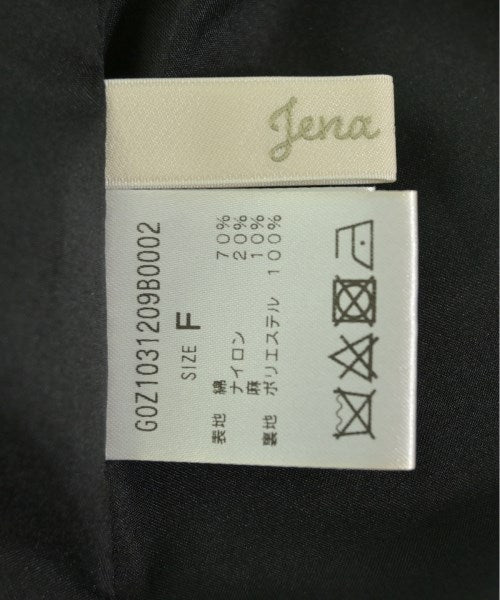 Jena
G0Z1031209B0002
SIZE F
表地 綿 70%
ナイロン 20%
麻 10%
裏地 ポリエステル 100%